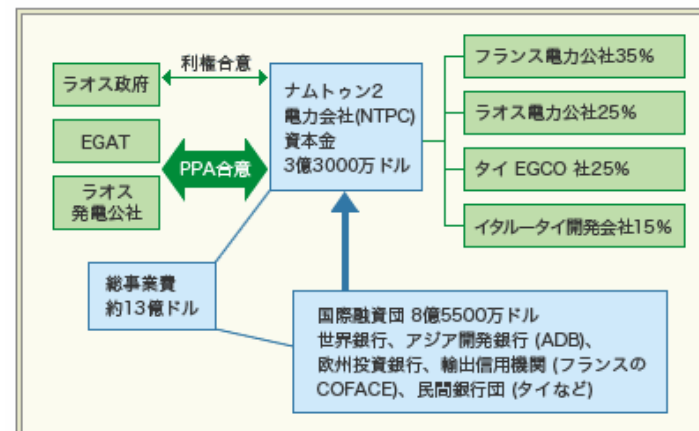 利権合意
ラオス政府
EGAT
ラオス
発電公社
PPA合意
ナムトゥン2
電力会社(NTPC)
資本金
3億3000万ドル
フランス電力公社35%
ラオス電力公社25%
タイ EGCO 社25%
イタルータイ開発会社15%
総事業費
約13億ドル
国際融資団 8億5500万ドル
世界銀行、アジア開発銀行 (ADB)、
欧州投資銀行、輸出信用機関 (フランスの
COFACE)、民間銀行団 (タイなど)